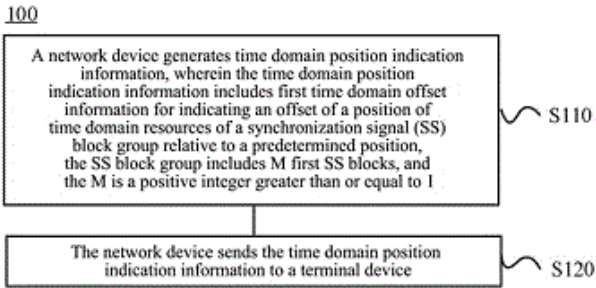 100
A network device generates time domain position indication
information, wherein the time domain position
indication information includes first time domain offset
information for indicating an offset of a position of
time domain resources of a synchronization signal (SS)
block group relative to a predetermined position,
the SS block group includes M first SS blocks, and
the M is a positive integer greater than or equal to 1
S110
The network device sends the time domain position
indication information to a terminal device
S120